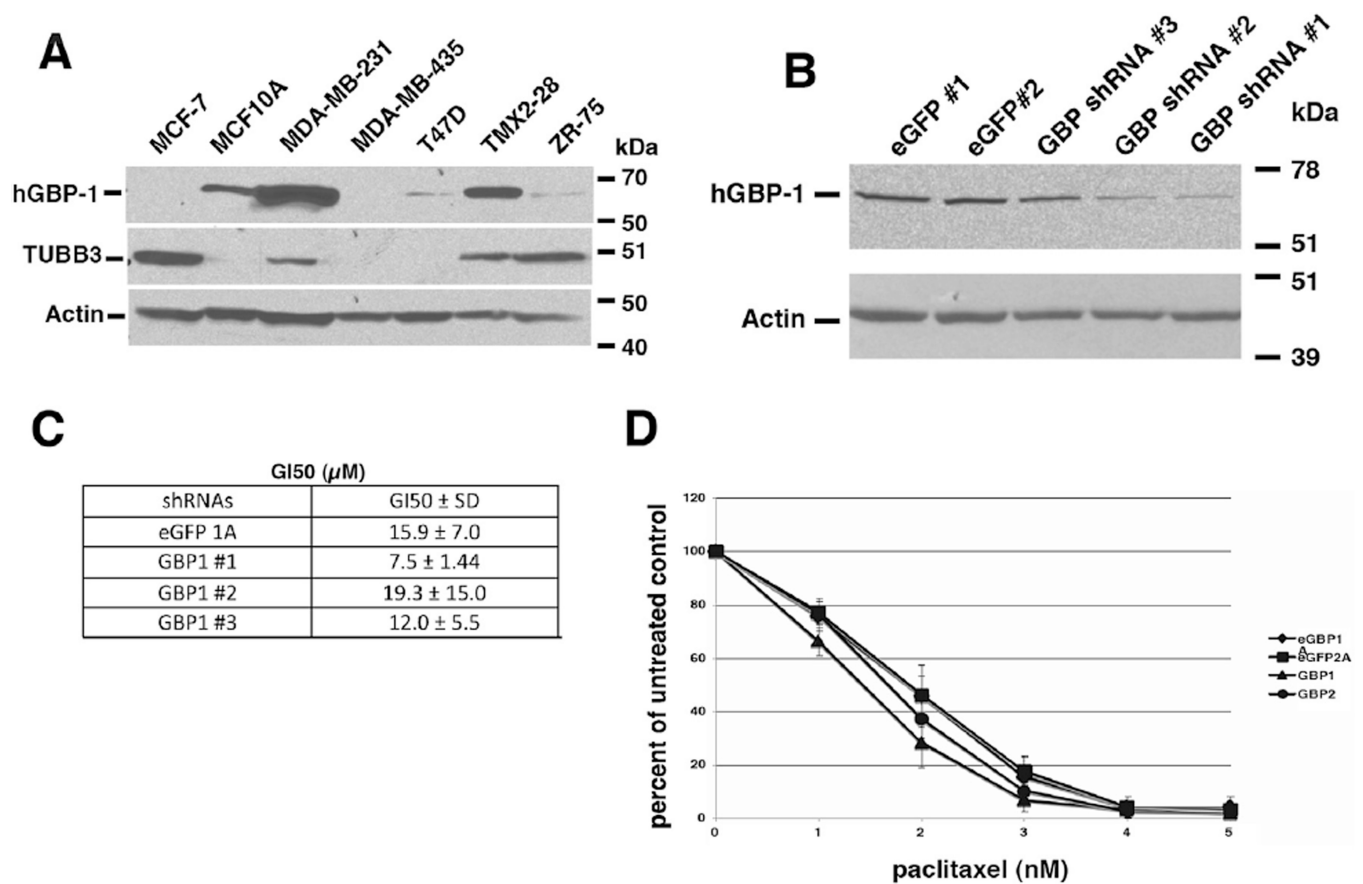 A
MCF-7
MCF10A
MDA-MB-231
MDA-MB-435
T47D
TMX2-28
ZR-75
kDa
hGBP-1
70
50
TUBB3
51
Actin
50
40
B
eGFP #1
eGFP#2
GBP shRNA #3
GBP shRNA #2
GBP shRNA #1
kDa
hGBP-1
78
51
51
Actin
39
C
GI50 (µM)
shRNAs GI50 ± SD
eGFP 1A 15.9 ± 7.0
GBP1 #1 7.5 ± 1.44
GBP1 #2 19.3 ± 15.0
GBP1 #3 12.0 ± 5.5
D
percent of untreated control
120
100
80
60
40
20
0
0 1 2 3 4 5
paclitaxel (nM)
eGBP1
A
eGFP2A
GBP1
GBP2